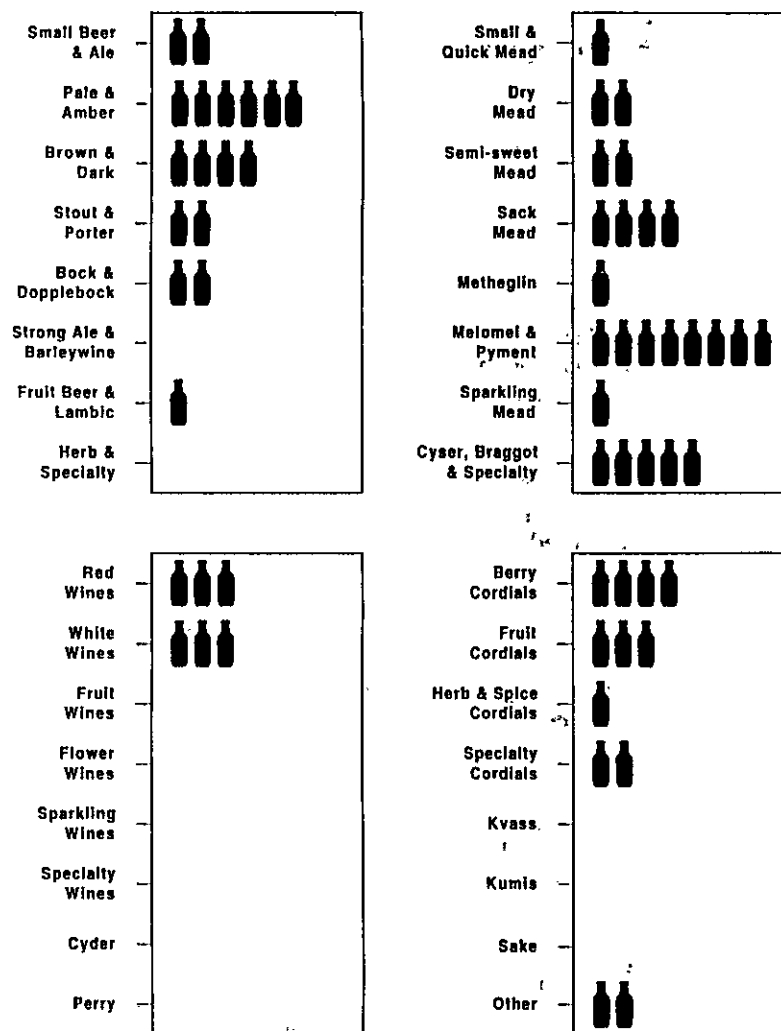 Small Beer
& Ale
Pale &
Amber
Brown &
Dark
Stout &
Porter
Bock &
Dopplebock
Strong Ale &
Barleywine
Fruit Beer &
Lambic
Herb &
Specialty
Small &
Quick Mead
Dry
Mead
Semi-sweet
Mead
Sack
Mead
Metheglin
Melomel &
Pyment
Sparkling
Mead
Cyser, Braggot
& Specialty
Red
Wines
White
Wines
Fruit
Wines
Flower
Wines
Sparkling
Wines
Specialty
Wines
Cyder
Perry
Berry
Cordials
Fruit
Cordials
Herb & Spice
Cordials
Specialty
Cordials
Kvass
Kumis
Sake
Other